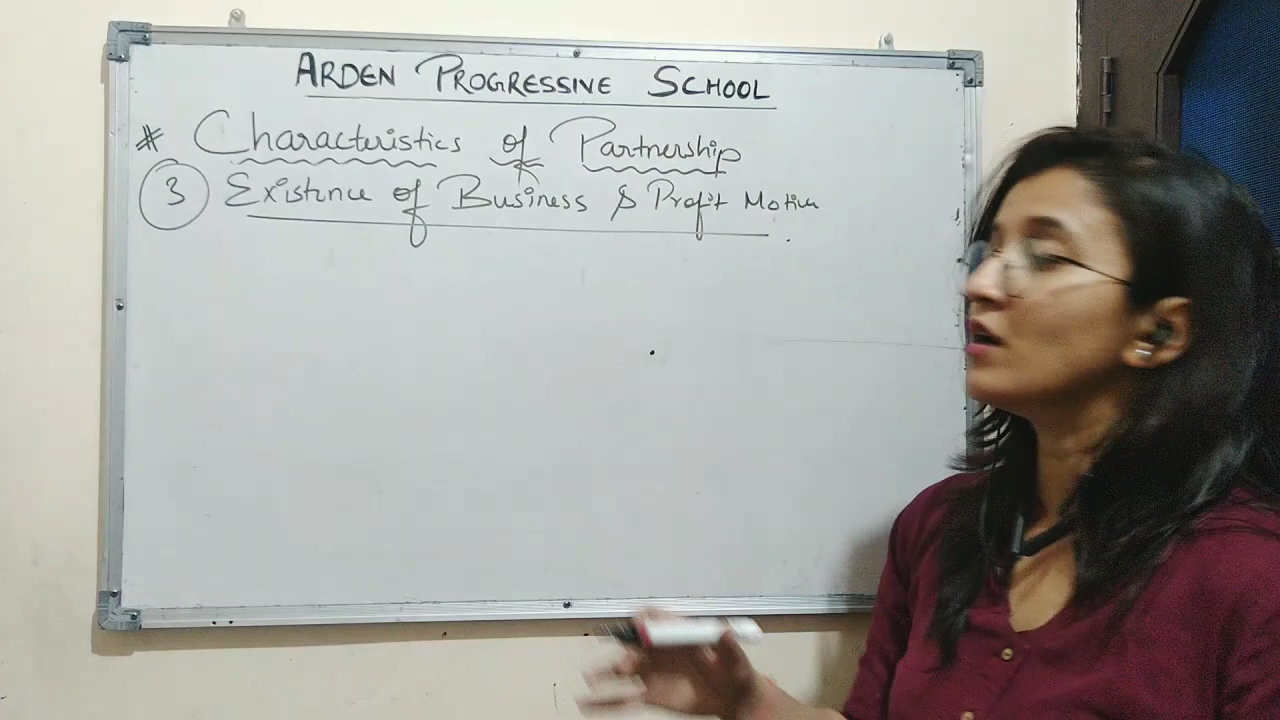 ARDEN PROGRESSIVE SCHOOL
* Characteristics of Partnership
3 Existence of Business & Profit Motive